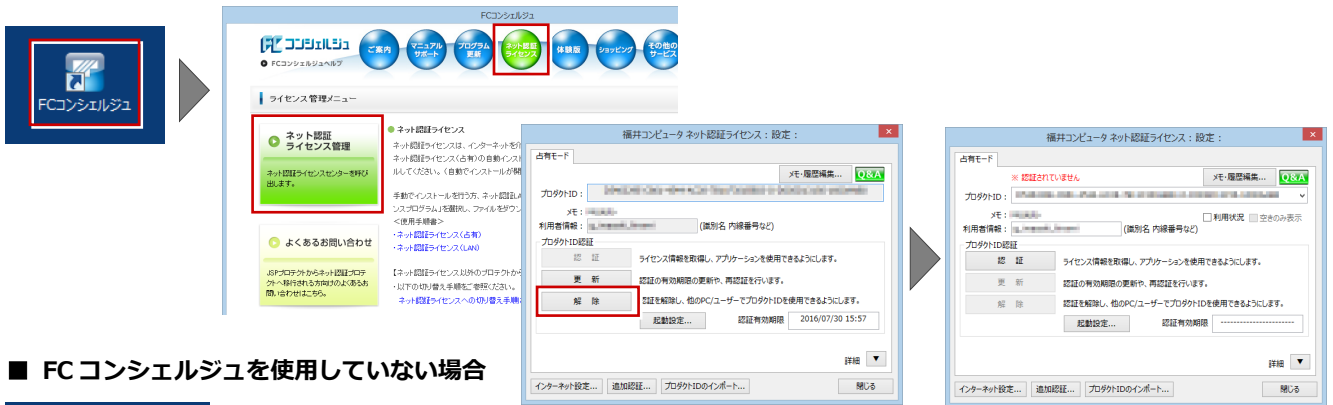 FCコンシェルジュ
FCコンシェルジュ
FC コンシェルジュ
FCコンシェルジュヘルプ
ご案内
マニュアル
サポート
プログラム
更新
ネット認証
ライセンス
体験版
ショッピング
その他の
サービス
ライセンス管理メニュー
ネット認証
ライセンス管理
ネット認証ライセンスセンターを呼び
出します。
よくあるお問い合わせ
JSPプロテクトからネット認証プロテ
クトへ移行される方向けのよくあるお
問い合わせはこちら。
ネット認証ライセンス
ネット認証ライセンスは、インターネットを介
ネット認証ライセンス(占有)の自動インスト
ルしてください。(自動でインストールが開
手動でインストールを行う方、ネット認証LA
ンスプログラム」を選択し、ファイルをダウン
<使用手順書>
・ネット認証ライセンス(占有)
・ネット認証ライセンス(LAN)
【ネット認証ライセンス以外のプロテクトから
・以下の切り替え手順をご参照ください。
ネット認証ライセンスへの切り替え手順
福井コンピュータ ネット認証ライセンス : 設定 :
占有モード
メモ・履歴編集...
Q&A
プロダクトID :
メモ :
利用者情報 :
(識別名 内線番号など)
プロダクトID認証
認 証
ライセンス情報を取得し、アプリケーションを使用できるようにします。
更 新
認証の有効期限の更新や、再認証を行います。
解 除
認証を解除し、他のPC/ユーザーでプロダクトIDを使用できるようにします。
起動設定...
認証有効期限
2016/07/30 15:57
詳細 ▼
インターネット設定...
追加認証...
プロダクトIDのインポート...
閉じる
福井コンピュータ ネット認証ライセンス : 設定 :
占有モード
※ 認証されていません
メモ・履歴編集...
Q&A
プロダクトID :
メモ :
利用状況
空きのみ表示
利用者情報 :
(識別名 内線番号など)
プロダクトID認証
認 証
ライセンス情報を取得し、アプリケーションを使用できるようにします。
更 新
認証の有効期限の更新や、再認証を行います。
解 除
認証を解除し、他のPC/ユーザーでプロダクトIDを使用できるようにします。
起動設定...
認証有効期限
-----------------------
詳細 ▼
インターネット設定...
追加認証...
プロダクトIDのインポート...
閉じる
■ FC コンシェルジュを使用していない場合